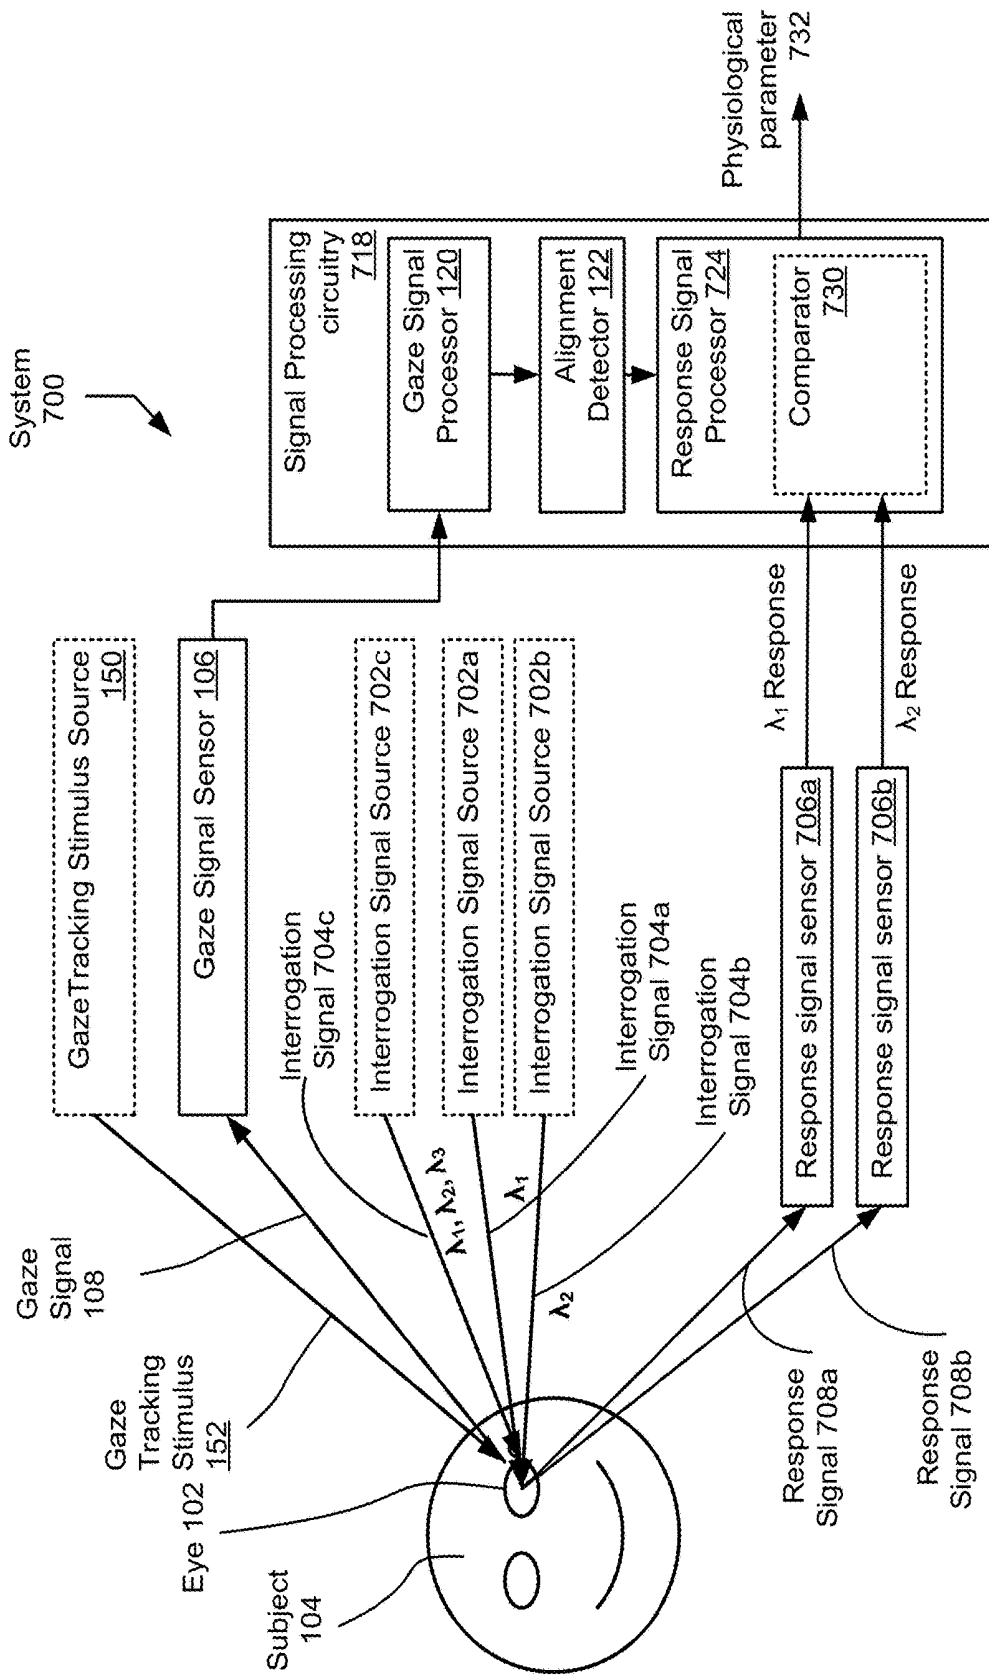 System
700
GazeTracking Stimulus Source
150
Gaze Signal Sensor 106
Interrogation Signal Source 702c
Interrogation Signal Source 702a
Interrogation Signal Source 702b
Signal Processing
circuitry
718
Gaze Signal
Processor 120
Alignment
Detector 122
Response Signal
Processor 724
Comparator
730
Physiological
parameter
732
Gaze
Signal
108
Gaze
Tracking
Stimulus
152
Eye 102
Subject
104
Interrogation
Signal 704c
λ1, λ2, λ3
λ1
λ2
Interrogation
Signal 704a
Interrogation
Signal 704b
Response
Signal 708a
Response
Signal 708b
Response signal sensor 706a
Response signal sensor 706b
λ1 Response
λ2 Response